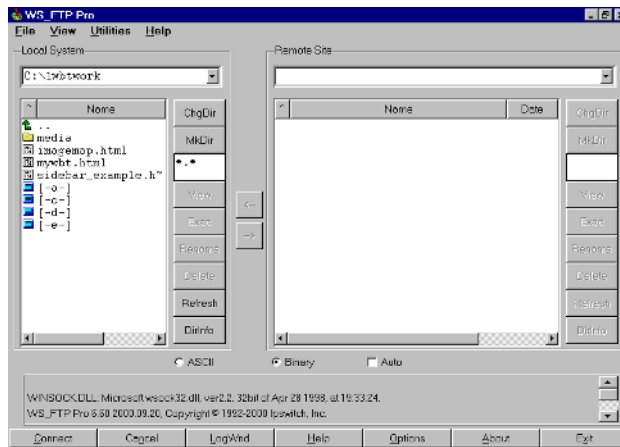 WS_FTP Pro
File View Utilities Help
Local System
C:\lwbtwork
^ Name
..
media
imagemap.html
mywbt.html
sidebar_example.h~
[-a-]
[-c-]
[-d-]
[-e-]
ChgDir
MkDir
*.*
View
Exec
Rename
Delete
Refresh
DirInfo
<-
->
Remote Site
^ Name Date
ChgDir
MkDir
View
Exec
Rename
Delete
Refresh
DirInfo
ASCII Binary Auto
WINSOCK.DLL: Microsoft wsock32.dll, ver2.2, 32bit of Apr 28 1998, at 19:33:24.
WS_FTP Pro 6.60 2000.09.20, Copyright © 1992-2000 Ipswitch, Inc.
Connect Cancel LogWnd Help Options About Exit